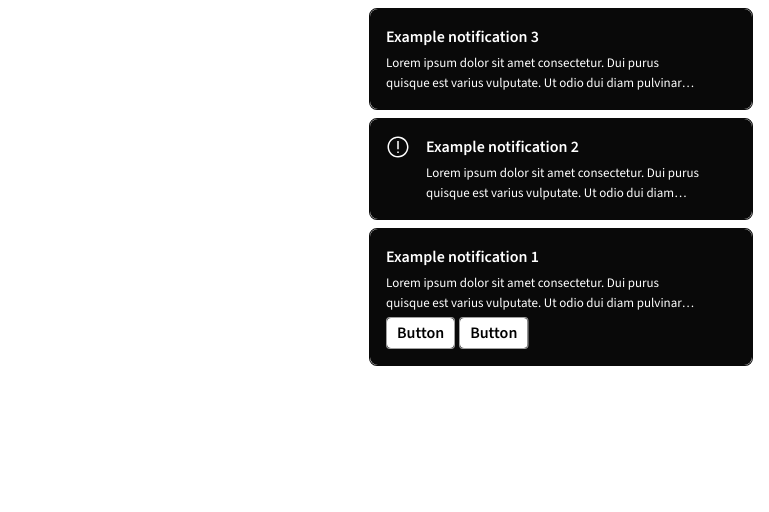 Example notification 3
Lorem ipsum dolor sit amet consectetur. Dui purus
quisque est varius vulputate. Ut odio dui diam pulvinar…
Example notification 2
Lorem ipsum dolor sit amet consectetur. Dui purus
quisque est varius vulputate. Ut odio dui diam…
Example notification 1
Lorem ipsum dolor sit amet consectetur. Dui purus
quisque est varius vulputate. Ut odio dui diam pulvinar…
Button Button